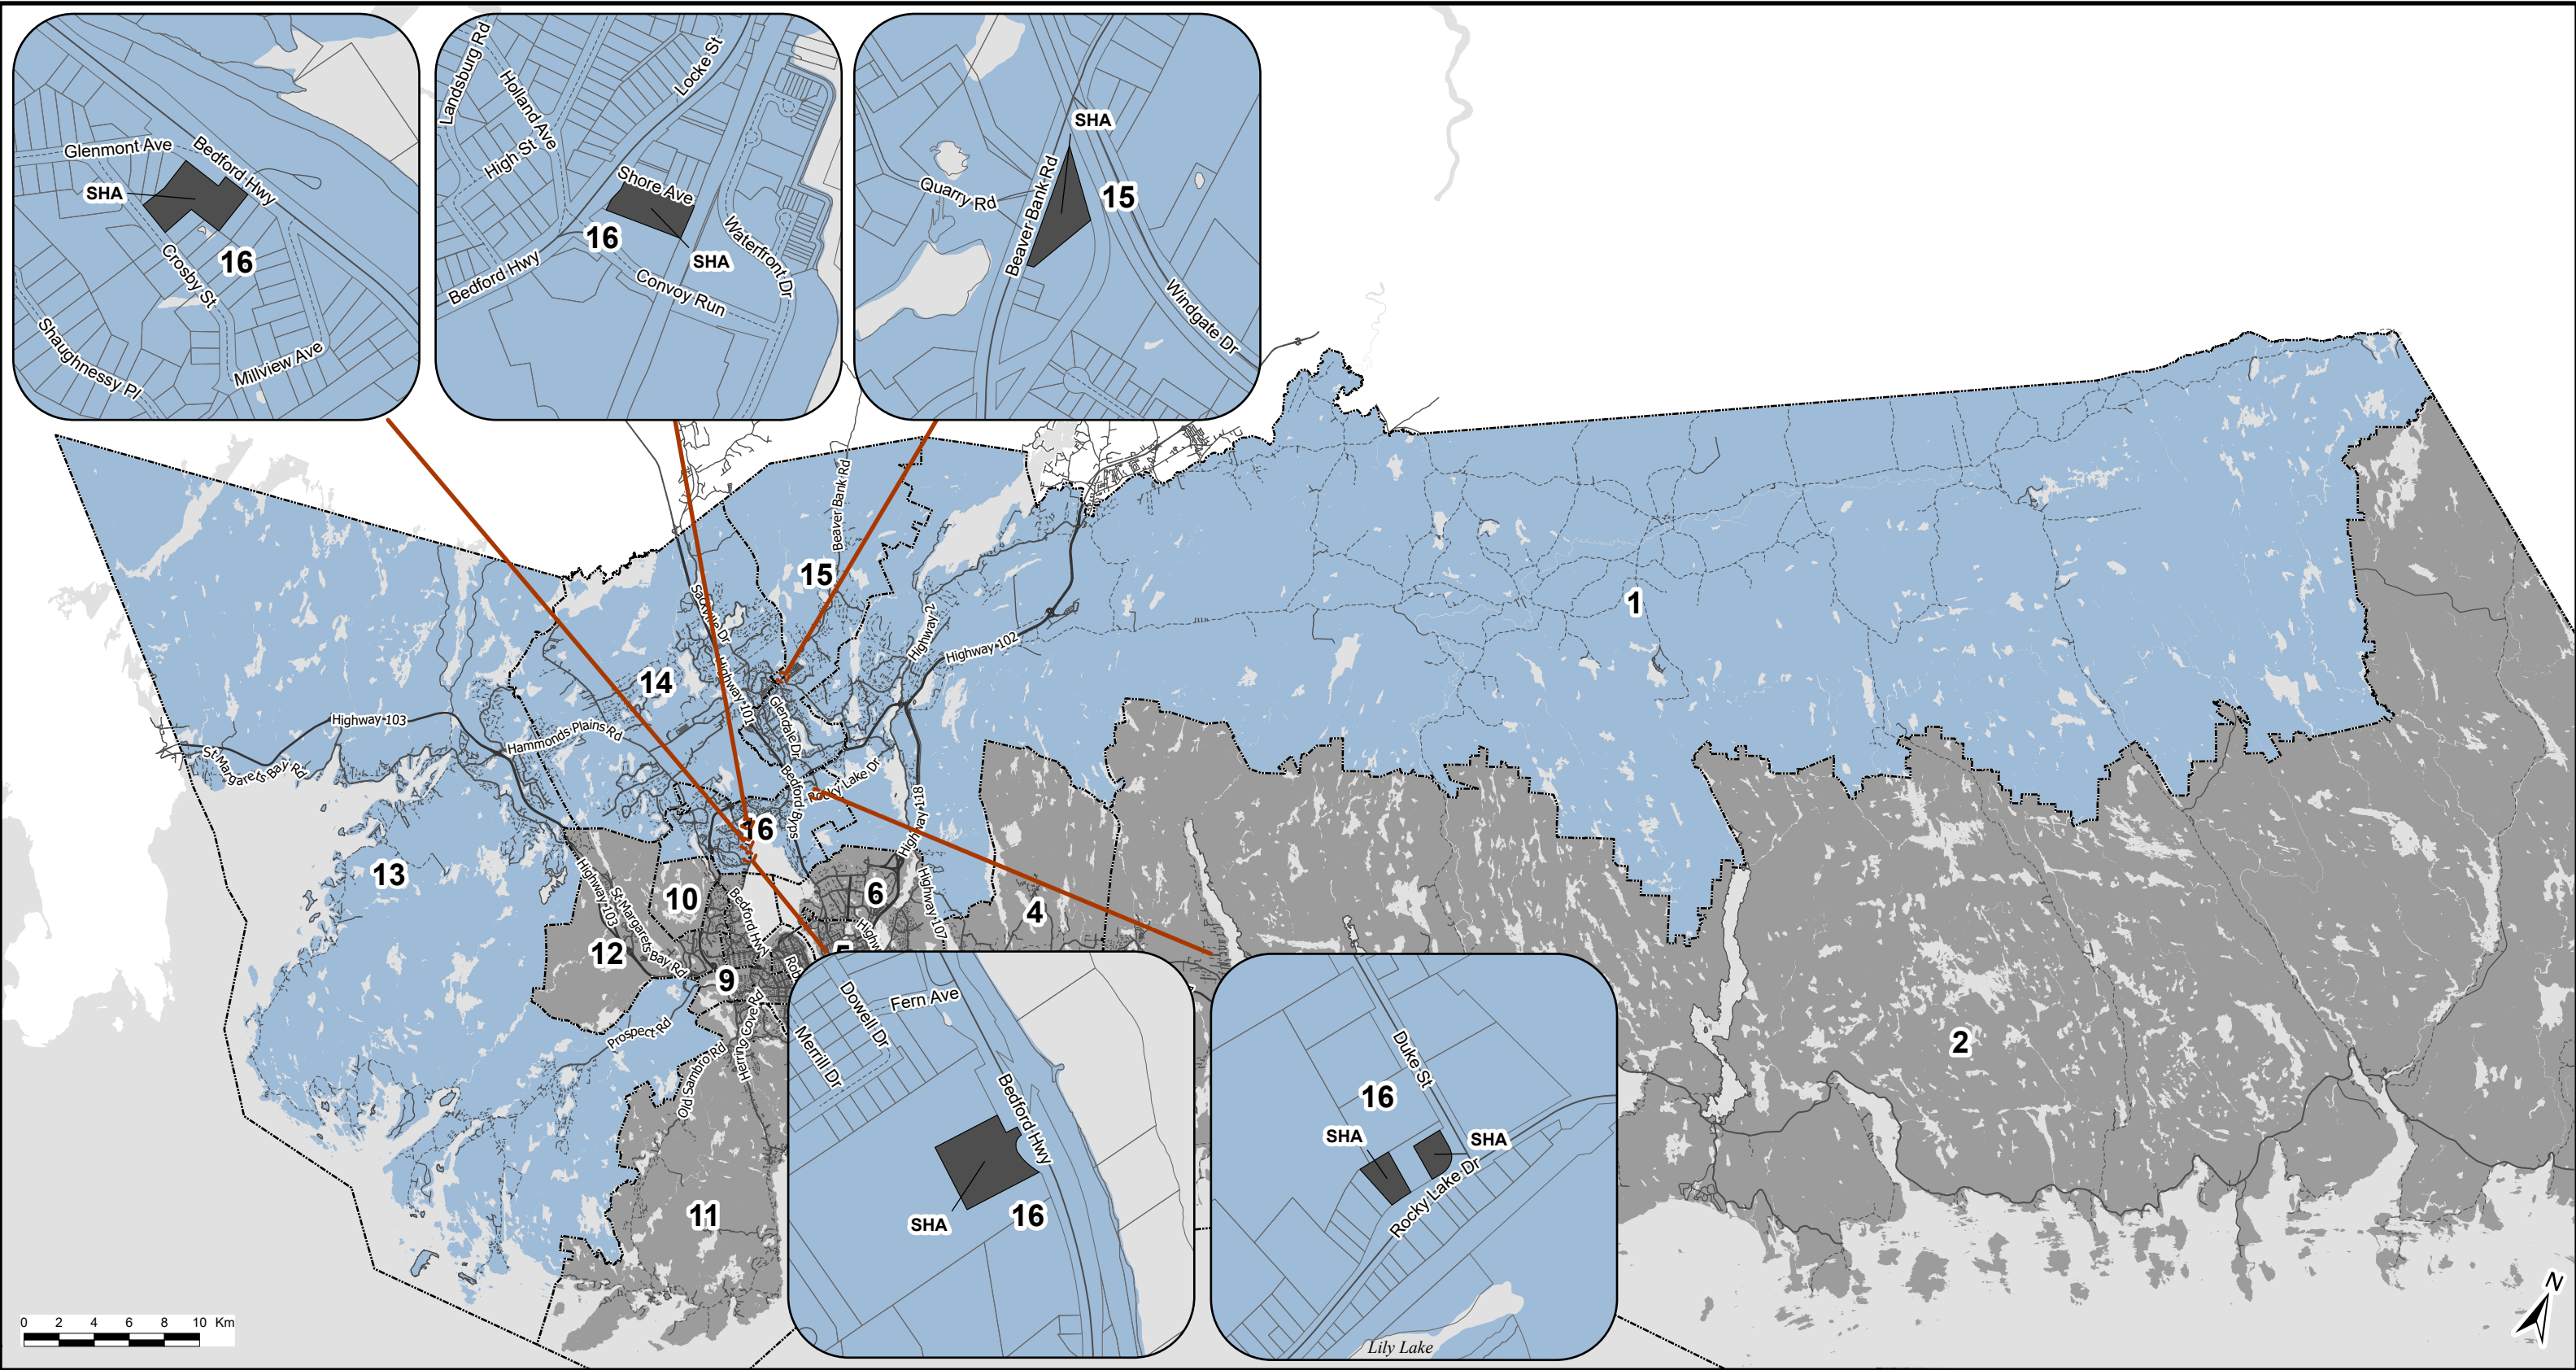 Glenmont Ave
Bedford Hwy
SHA
16
Crosby St
Millview Ave
Shaughnessy Pl
Landsburg Rd
Holland Ave
High St
Locke St
Shore Ave
16
SHA
Bedford Hwy
Convoy Run
Waterfront Dr
SHA
Quarry Rd
Beaver Bank Rd
15
Windgate Dr
Beaver Bank Rd
15
Sackville Dr
Highway 2
Highway 102
1
14
Highway 101
Glendale Dr
Highway 103
Hammonds Plains Rd
St Margarets Bay Rd
Bedford Byps
Rocky Lake Dr
16
Highway 118
13
Highway 103
St Margarets Bay Rd
10
Bedford Hwy
6
Highway 107
4
12
9
5
Highw
Rob
Prospect Rd
Old Sambro Rd
Herring Cove Rd
2
11
Dowell Dr
Fern Ave
Merrill Dr
Bedford Hwy
SHA
16
Duke St
16
SHA
SHA
Rocky Lake Dr
Lily Lake
0 2 4 6 8 10 Km
N